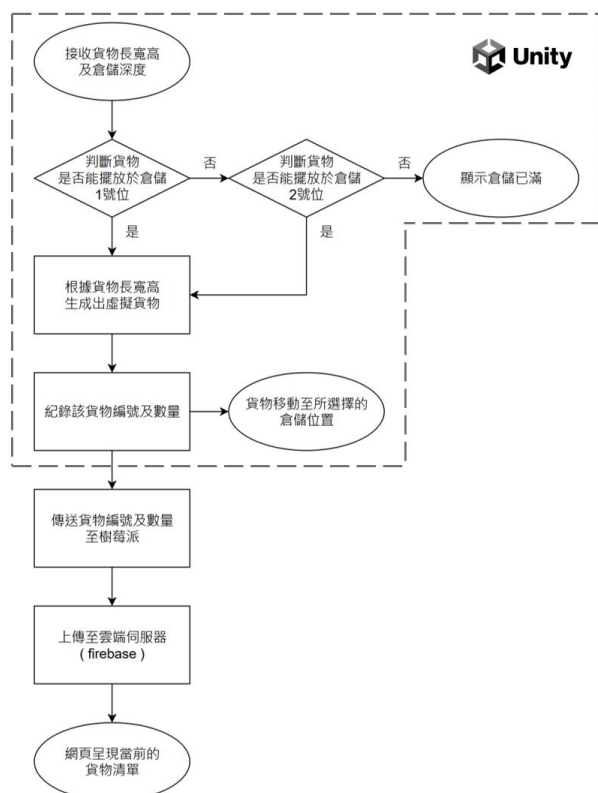 接收貨物長寬高
及倉儲深度
Unity
判斷貨物
是否能擺放於倉儲
1號位
否
判斷貨物
是否能擺放於倉儲
2號位
否
顯示倉儲已滿
是
是
根據貨物長寬高
生成出虛擬貨物
紀錄該貨物編號及數量
貨物移動至所選擇的
倉儲位置
傳送貨物編號及數量
至樹莓派
上傳至雲端伺服器
( firebase )
網頁呈現當前的
貨物清單